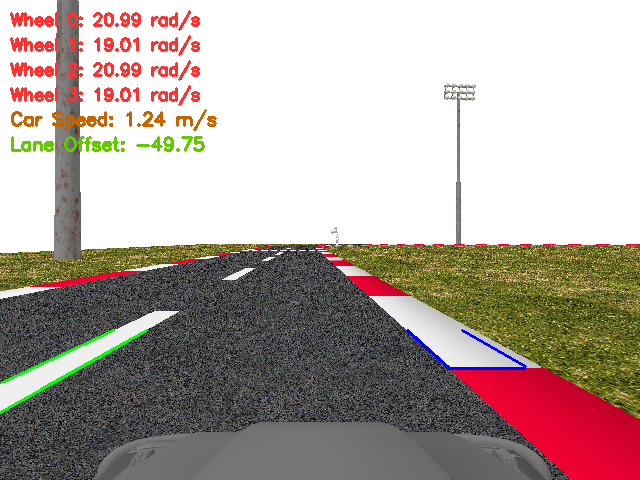 Wheel 0: 20.99 rad/s
Wheel 1: 19.01 rad/s
Wheel 2: 20.99 rad/s
Wheel 3: 19.01 rad/s
Car Speed: 1.24 m/s
Lane Offset: -49.75